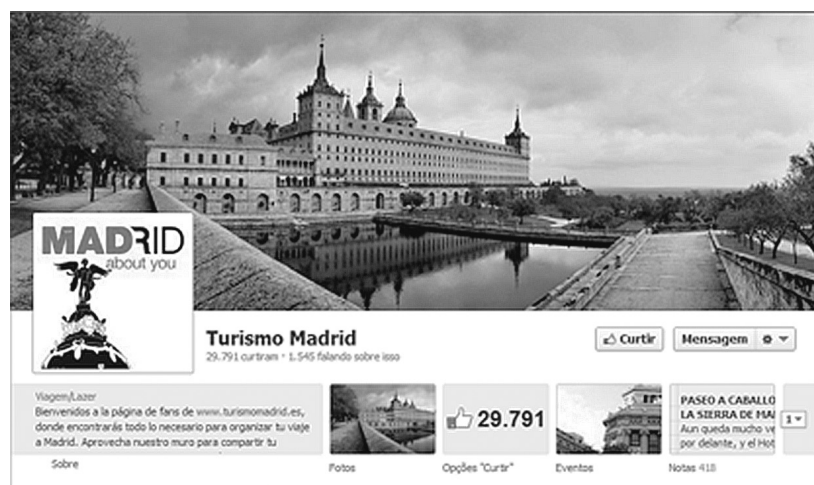 MADRID
about you
Turismo Madrid
29.791 curtiram · 1.545 falando sobre isso
Curtir
Mensagem
Viagem/Lazer
Bienvenidos a la página de fans de www.turismomadrid.es,
donde encontrarás todo lo necesario para organizar tu viaje
a Madrid. Aprovecha nuestro muro para compartir tu
Sobre
Fotos
29.791
Opções "Curtir"
Eventos
PASEO A CABALLO
LA SIERRA DE MA
Aun queda mucho ve
por delante, y el Hot
Notas 418
1